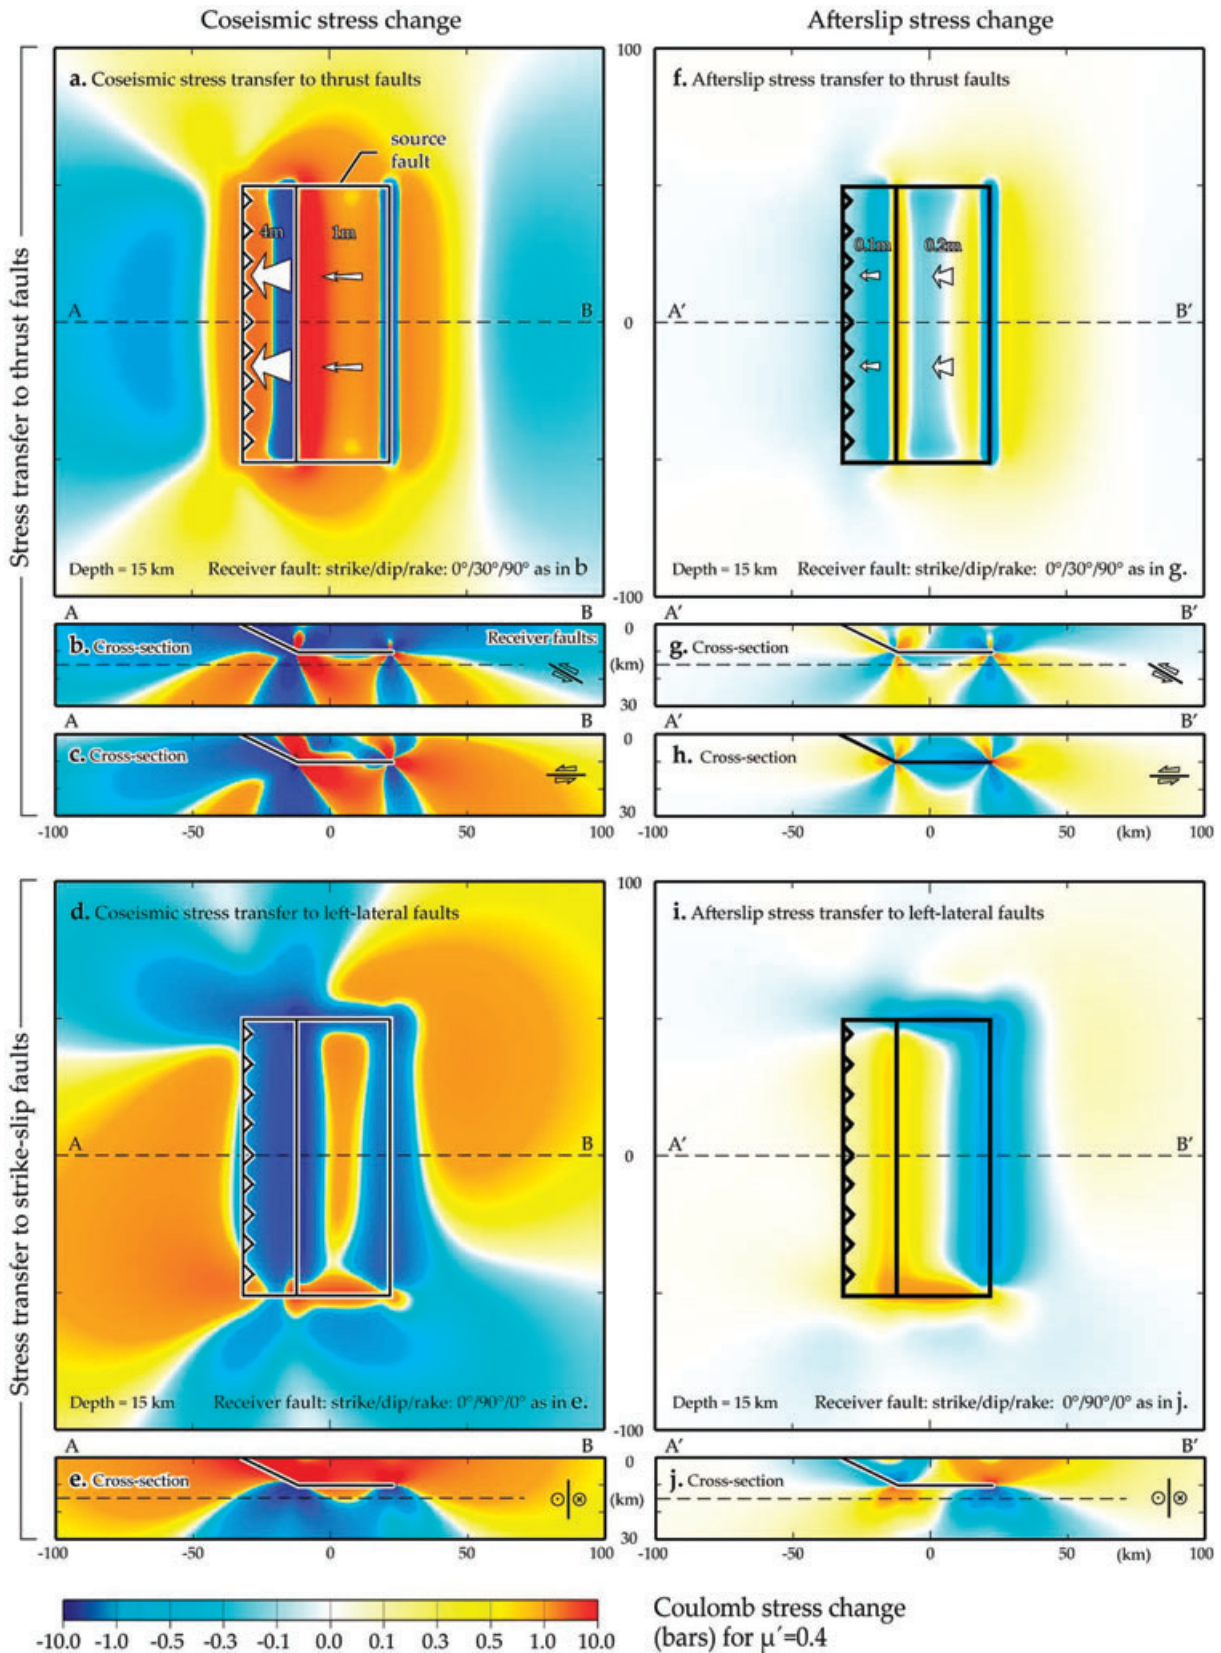 Coseismic stress change
Afterslip stress change
Stress transfer to thrust faults
a. Coseismic stress transfer to thrust faults
source
fault
4m
1m
A
B
Depth = 15 km
Receiver fault: strike/dip/rake: 0°/30°/90° as in b
100
0
-100
f. Afterslip stress transfer to thrust faults
0.1m
0.2m
A′
B′
Depth = 15 km
Receiver fault: strike/dip/rake: 0°/30°/90° as in g.
A
B
b. Cross-section
Receiver faults:
0
(km)
30
A′
B′
g. Cross-section
A
B
c. Cross-section
0
30
-100
-50
0
50
100
A′
B′
h. Cross-section
-50
0
50
(km)
100
Stress transfer to strike-slip faults
d. Coseismic stress transfer to left-lateral faults
A
B
Depth = 15 km
Receiver fault: strike/dip/rake: 0°/90°/0° as in e.
100
0
-100
i. Afterslip stress transfer to left-lateral faults
A′
B′
Depth = 15 km
Receiver fault: strike/dip/rake: 0°/90°/0° as in j.
A
B
e. Cross-section
0
(km)
30
-100
-50
0
50
100
A′
B′
j. Cross-section
-50
0
50
(km)
100
-10.0 -1.0 -0.5 -0.3 -0.1 0.0 0.1 0.3 0.5 1.0 10.0
Coulomb stress change
(bars) for μ′=0.4